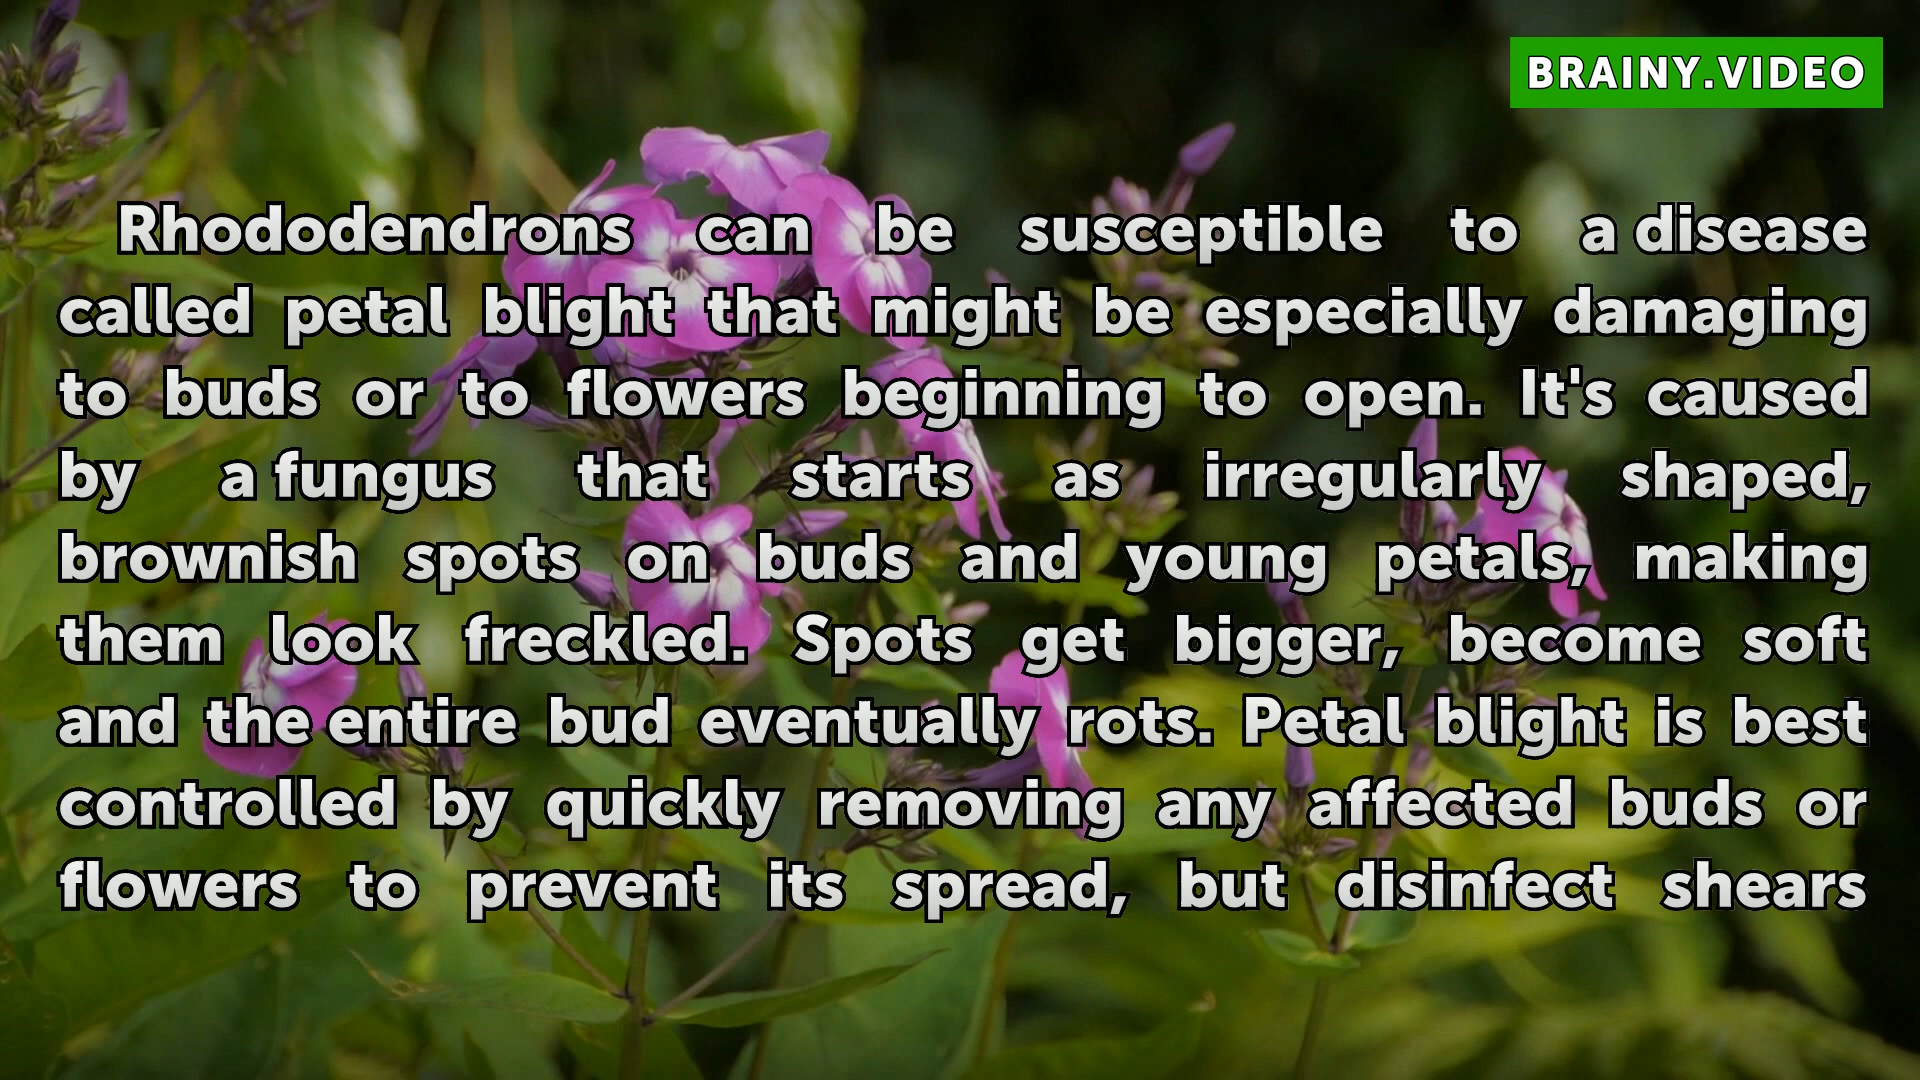 BRAINY.VIDEO
Rhododendrons can be susceptible to a disease
called petal blight that might be especially damaging
to buds or to flowers beginning to open. It's caused
by a fungus that starts as irregularly shaped,
brownish spots on buds and young petals, making
them look freckled. Spots get bigger, become soft
and the entire bud eventually rots. Petal blight is best
controlled by quickly removing any affected buds or
flowers to prevent its spread, but disinfect shears